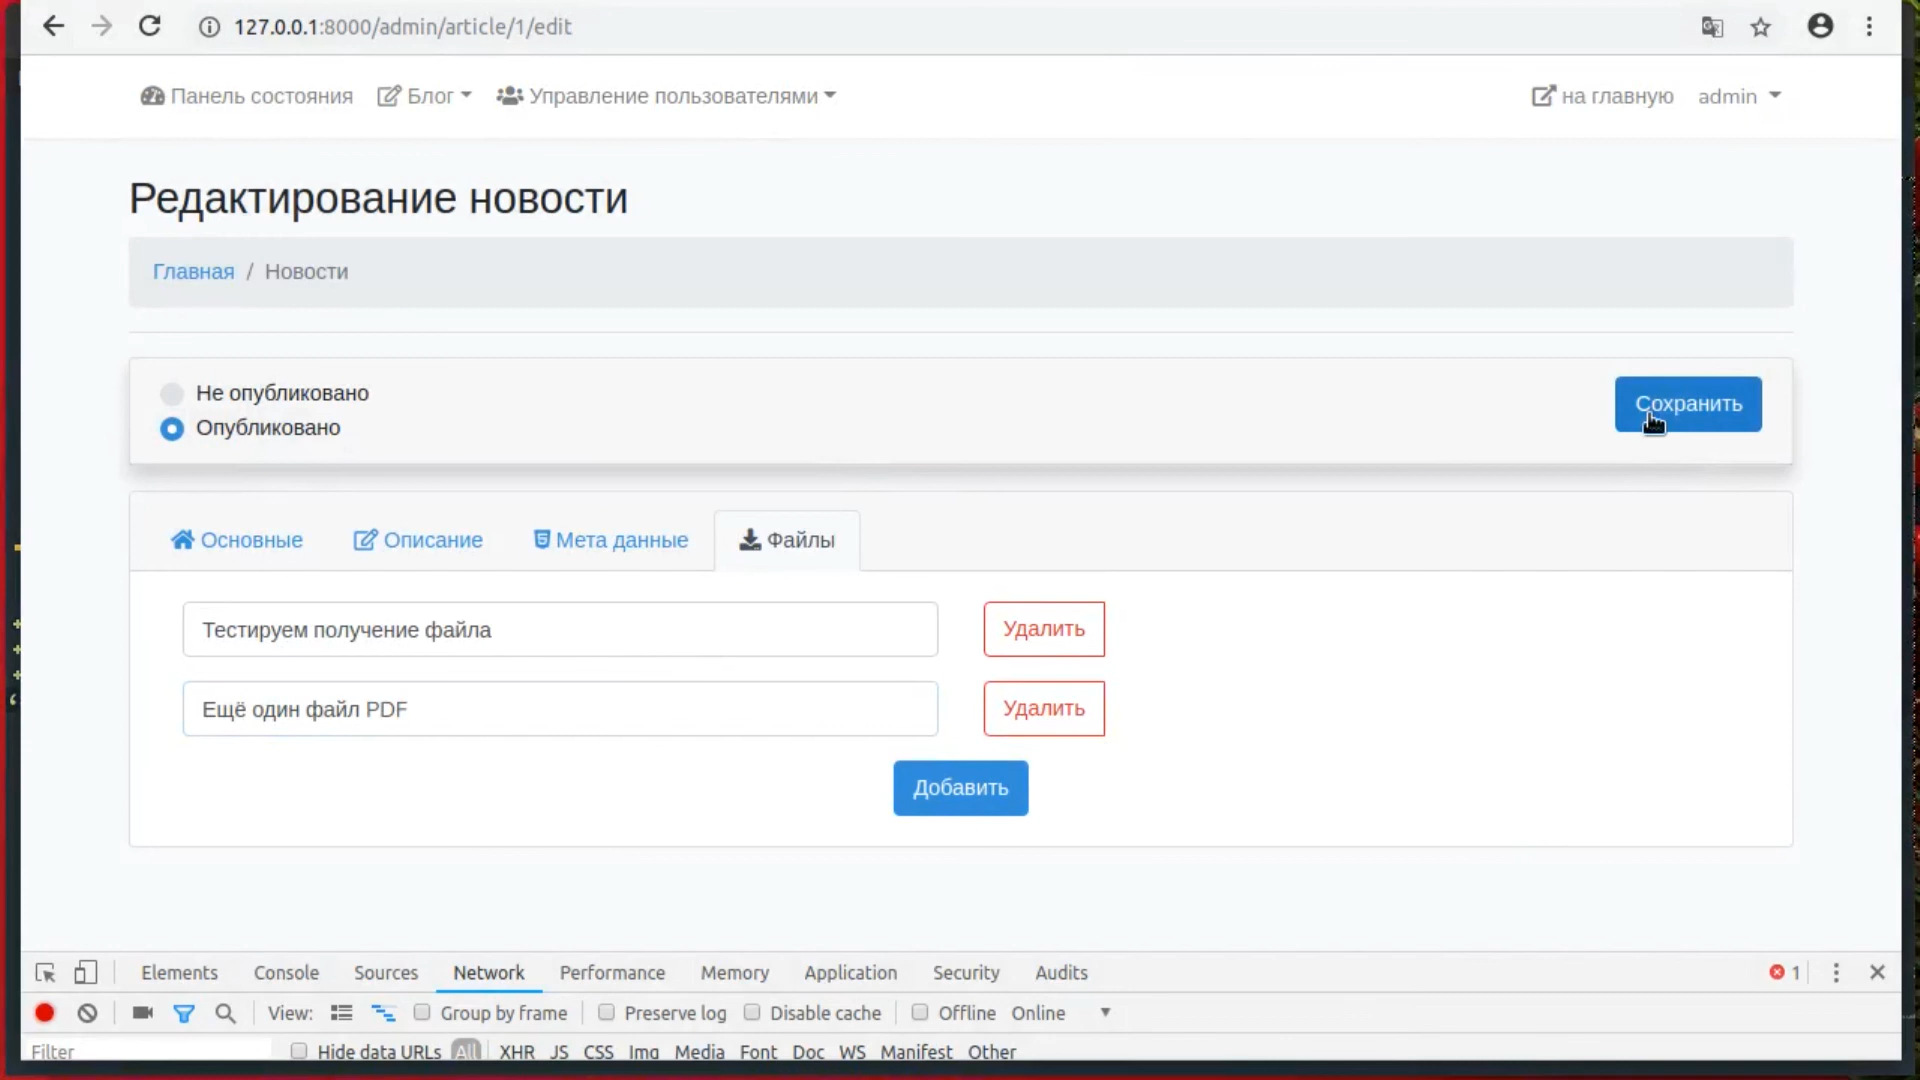 127.0.0.1:8000/admin/article/1/edit
Панель состояния Блог Управление пользователями на главную admin
Редактирование новости
Главная / Новости
Не опубликовано
Опубликовано
Сохранить
Основные Описание Мета данные Файлы
Тестируем получение файла Удалить
Ещё один файл PDF Удалить
Добавить
Elements Console Sources Network Performance Memory Application Security Audits 1
View: Group by frame Preserve log Disable cache Offline Online
Filter Hide data URLs All XHR JS CSS Img Media Font Doc WS Manifest Other